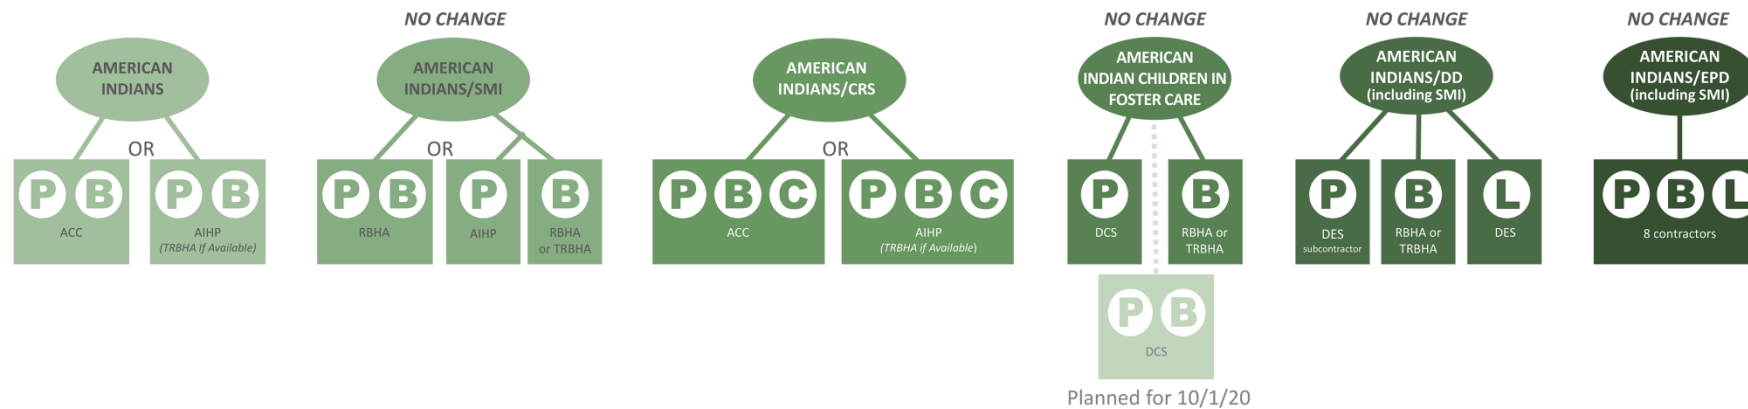 NO CHANGE
NO CHANGE
NO CHANGE
NO CHANGE
AMERICAN
INDIANS
AMERICAN
INDIANS/SMI
AMERICAN
INDIANS/CRS
AMERICAN
INDIAN CHILDREN IN
FOSTER CARE
AMERICAN
INDIANS/DD
(including SMI)
AMERICAN
INDIANS/EPD
(including SMI)
OR
OR
OR
P B
ACC
P B
AIHP
(TRBHA If Available)
P B
RBHA
P
AIHP
B
RBHA
or TRBHA
P B C
ACC
P B C
AIHP
(TRBHA if Available)
P
DCS
B
RBHA or
TRBHA
P
DES
subcontractor
B
RBHA or
TRBHA
L
DES
P B L
8 contractors
P B
DCS
Planned for 10/1/20